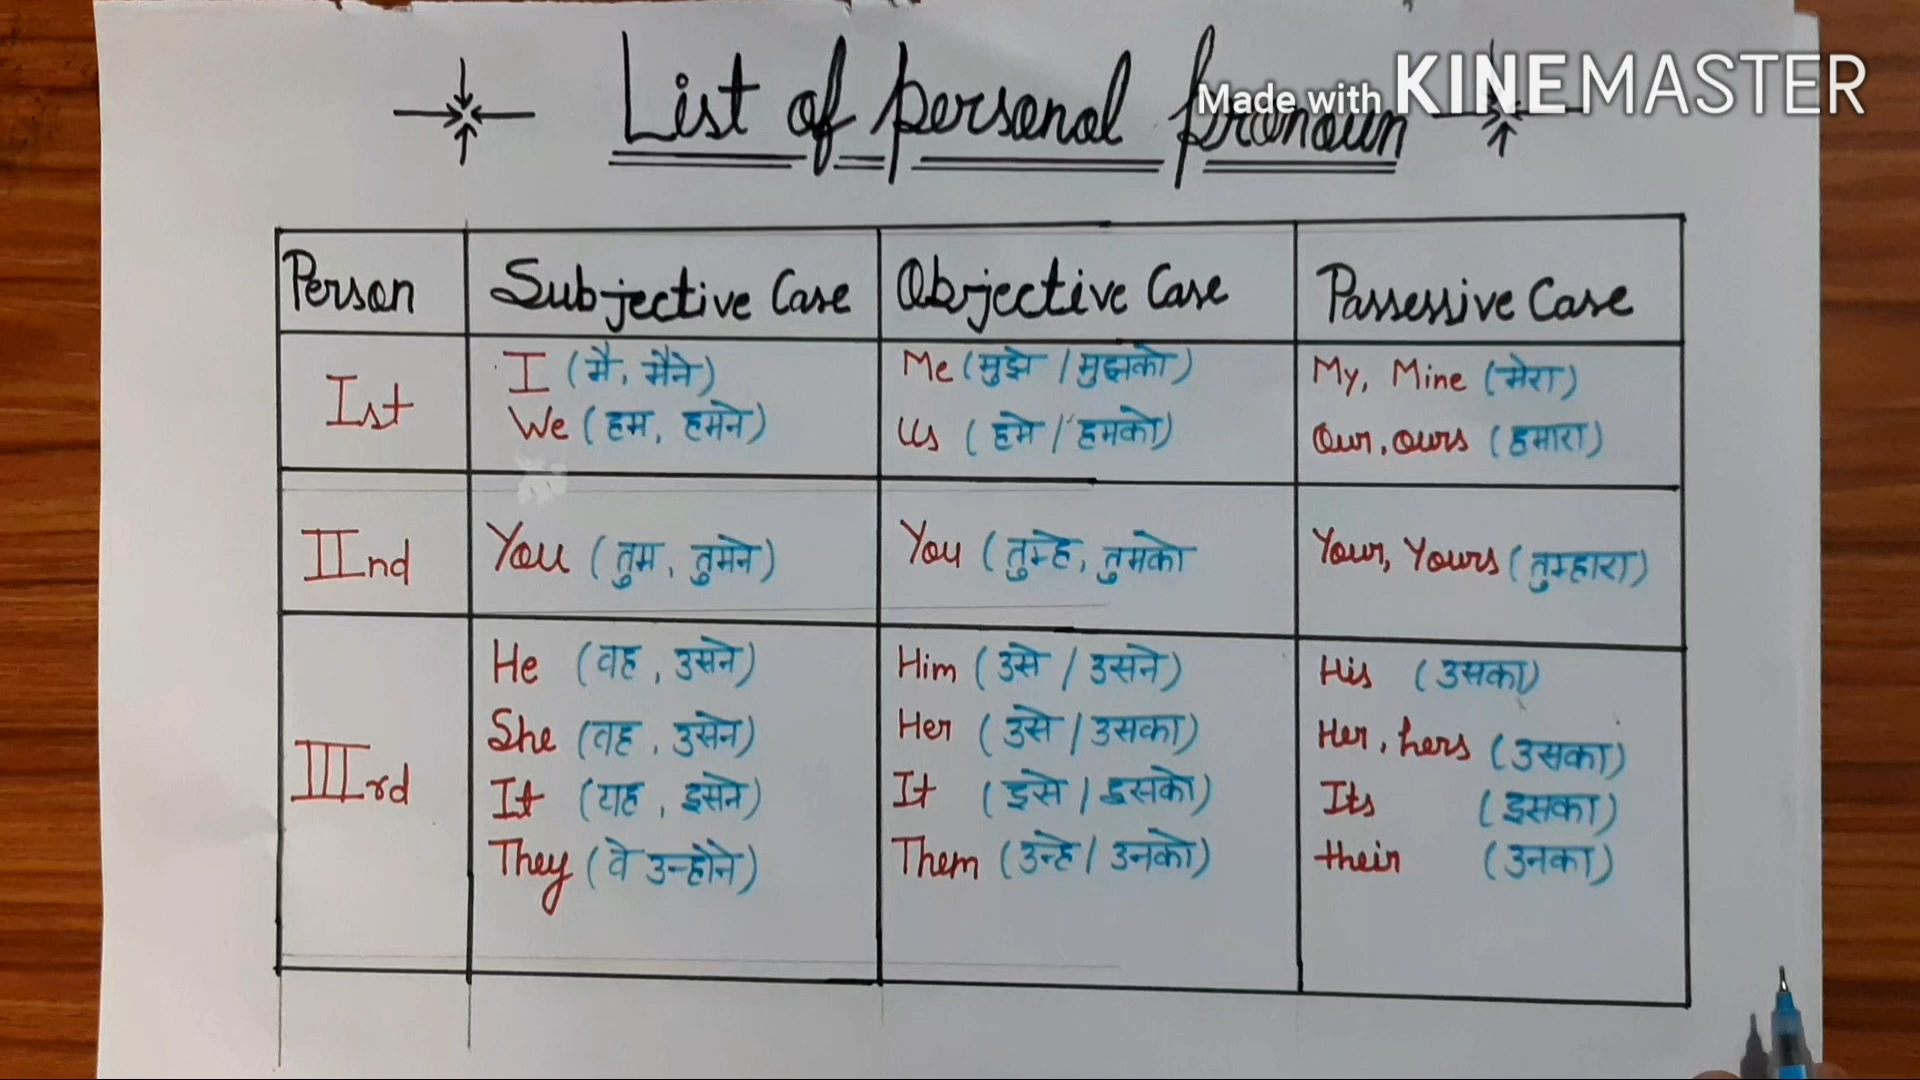 List of personal pronoun
Made with KINEMASTER
Person Subjective Case Objective Case Passessive Case
Ist
I (मै, मैने) Me (मुझे / मुझको) My, Mine (मेरा)
We (हम, हमने) Us (हमे / हमको) Our, ours (हमारा)
IInd You (तुम, तुमने) You (तुम्हे, तुमको Your, Yours (तुम्हारा)
IIIrd
He (वह, उसने) Him (उसे / उसने) His (उसका)
She (वह, उसेन) Her (उसे / उसका) Her, hers (उसका)
It (यह, इसने) It (इसे / इसको) Its (इसका)
They (वे उन्होने) Them (उन्हे / उनको) their (उनका)